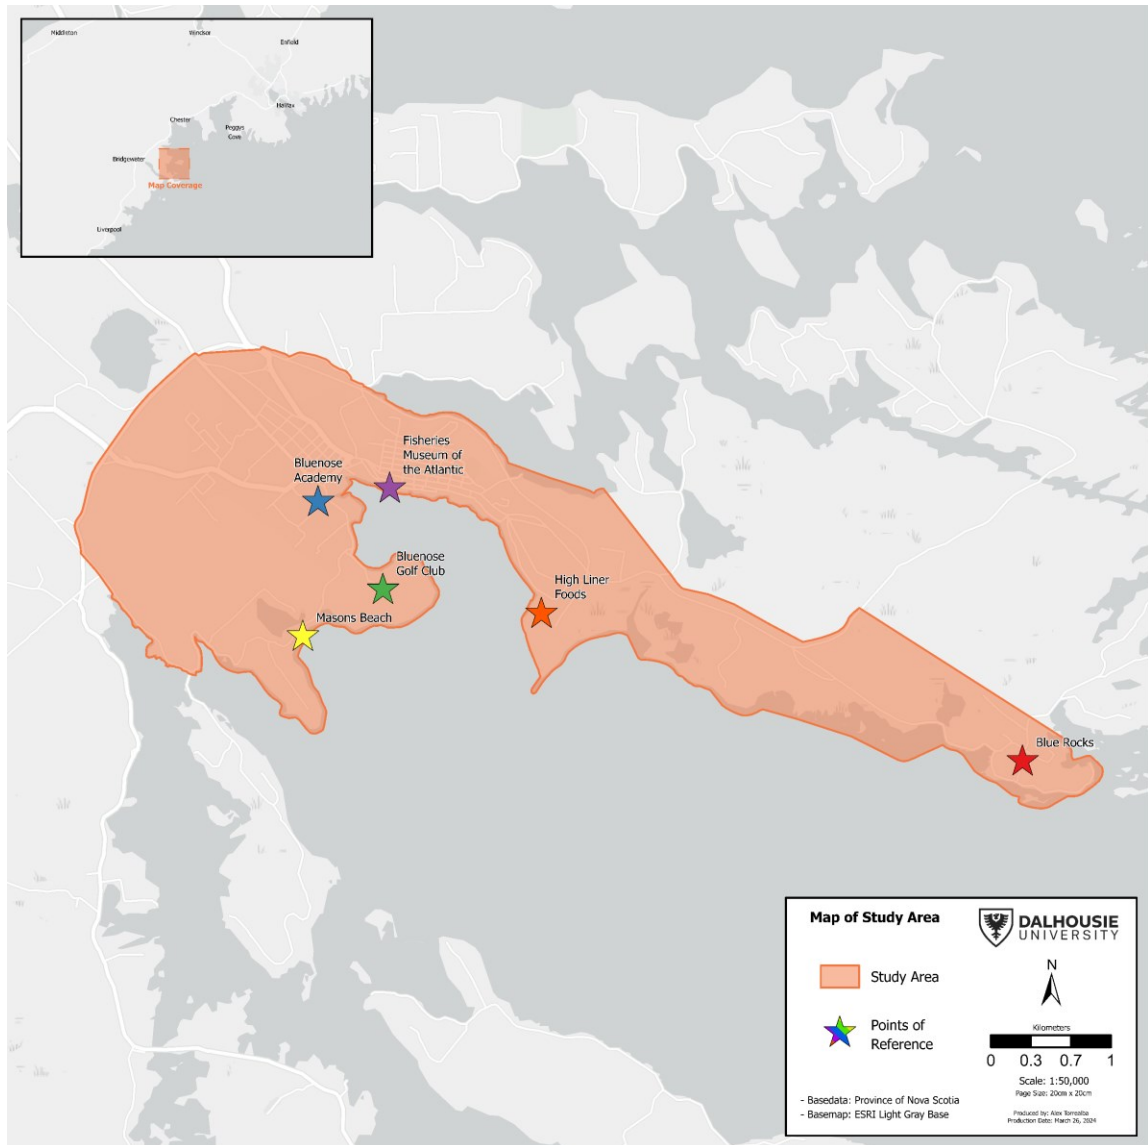 Middleton
Windsor
Enfield
Halifax
Chester
Peggys
Cove
Bridgewater
Map Coverage
Liverpool
Fisheries
Museum of
the Atlantic
Bluenose
Academy
Bluenose
Golf Club
High Liner
Foods
Masons Beach
Blue Rocks
Map of Study Area
DALHOUSIE
UNIVERSITY
N
Study Area
Points of
Reference
Kilometers
0 0.3 0.7 1
Scale: 1:50,000
Page Size: 20cm x 20cm
- Basedata: Province of Nova Scotia
- Basemap: ESRI Light Gray Base
Produced by: Alex Torrealba
Production Date: March 26, 2024